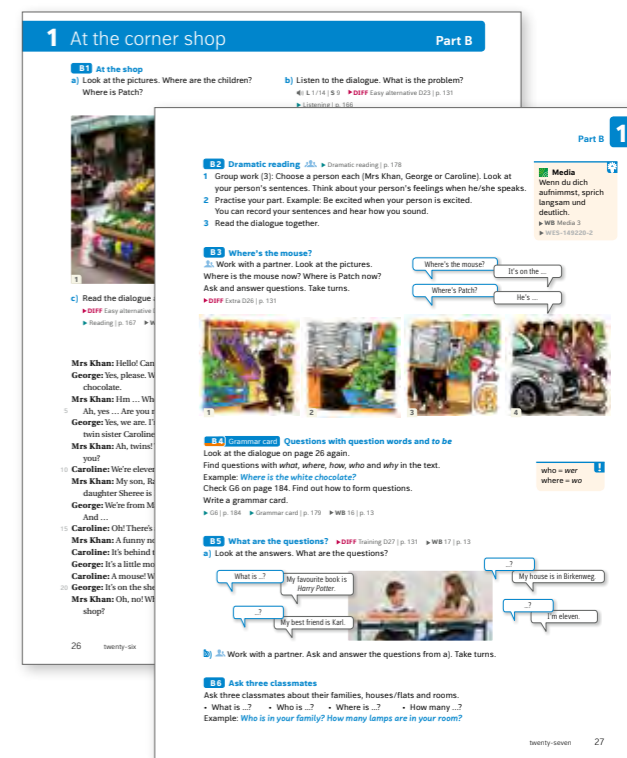 1 At the corner shop Part B
B1 At the shop
a) Look at the pictures. Where are the children?
Where is Patch?
b) Listen to the dialogue. What is the problem?
L 1/14 | S 9 ▶DIFF Easy alternative D23 | p. 131
▶ Listening | p. 166
1
c) Read the dialogue
▶DIFF Easy alternative
▶ Reading | p. 167
Mrs Khan: Hello! Can
George: Yes, please. W
chocolate.
Mrs Khan: Hm ... Wh
5 Ah, yes ... Are you
George: Yes, we are. I'
twin sister Caroline
Mrs Khan: Ah, twins!
you?
10 Caroline: We're eleve
Mrs Khan: My son, Ra
daughter Sheree is
George: We're from M
And ...
15 Caroline: Oh! There's
Mrs Khan: A funny no
Caroline: It's behind
George: It's a little mo
Caroline: A mouse! W
20 George: It's on the she
Mrs Khan: Oh, no! Wh
shop?
26 twenty-six
Part B 1
B2 Dramatic reading ▶ Dramatic reading | p. 178
1 Group work (3): Choose a person each (Mrs Khan, George or Caroline). Look at
your person's sentences. Think about your person's feelings when he/she speaks.
2 Practise your part. Example: Be excited when your person is excited.
You can record your sentences and hear how you sound.
3 Read the dialogue together.
Media
Wenn du dich
aufnimmst, sprich
langsam und
deutlich.
▶ WB Media 3
▶ WES-149220-2
B3 Where's the mouse?
Work with a partner. Look at the pictures.
Where is the mouse now? Where is Patch now?
Ask and answer questions. Take turns.
▶DIFF Extra D26 | p. 131
Where's the mouse?
It's on the ...
Where's Patch?
He's ...
1
2
3
4
B4 Grammar card Questions with question words and to be
Look at the dialogue on page 26 again.
Find questions with what, where, how, who and why in the text.
Example: Where is the white chocolate?
Check G6 on page 184. Find out how to form questions.
Write a grammar card.
▶ G6 | p. 184 ▶ Grammar card | p. 179 ▶ WB 16 | p. 13
!
who = wer
where = wo
B5 What are the questions? ▶DIFF Training D27 | p. 131 ▶ WB 17 | p. 13
a) Look at the answers. What are the questions?
What is ...?
My favourite book is
Harry Potter.
...?
My best friend is Karl.
...?
My house is in Birkenweg.
...?
I'm eleven.
b) Work with a partner. Ask and answer the questions from a). Take turns.
B6 Ask three classmates
Ask three classmates about their families, houses/flats and rooms.
• What is ...? • Who is ...? • Where is ...? • How many ...?
Example: Who is in your family? How many lamps are in your room?
twenty-seven 27